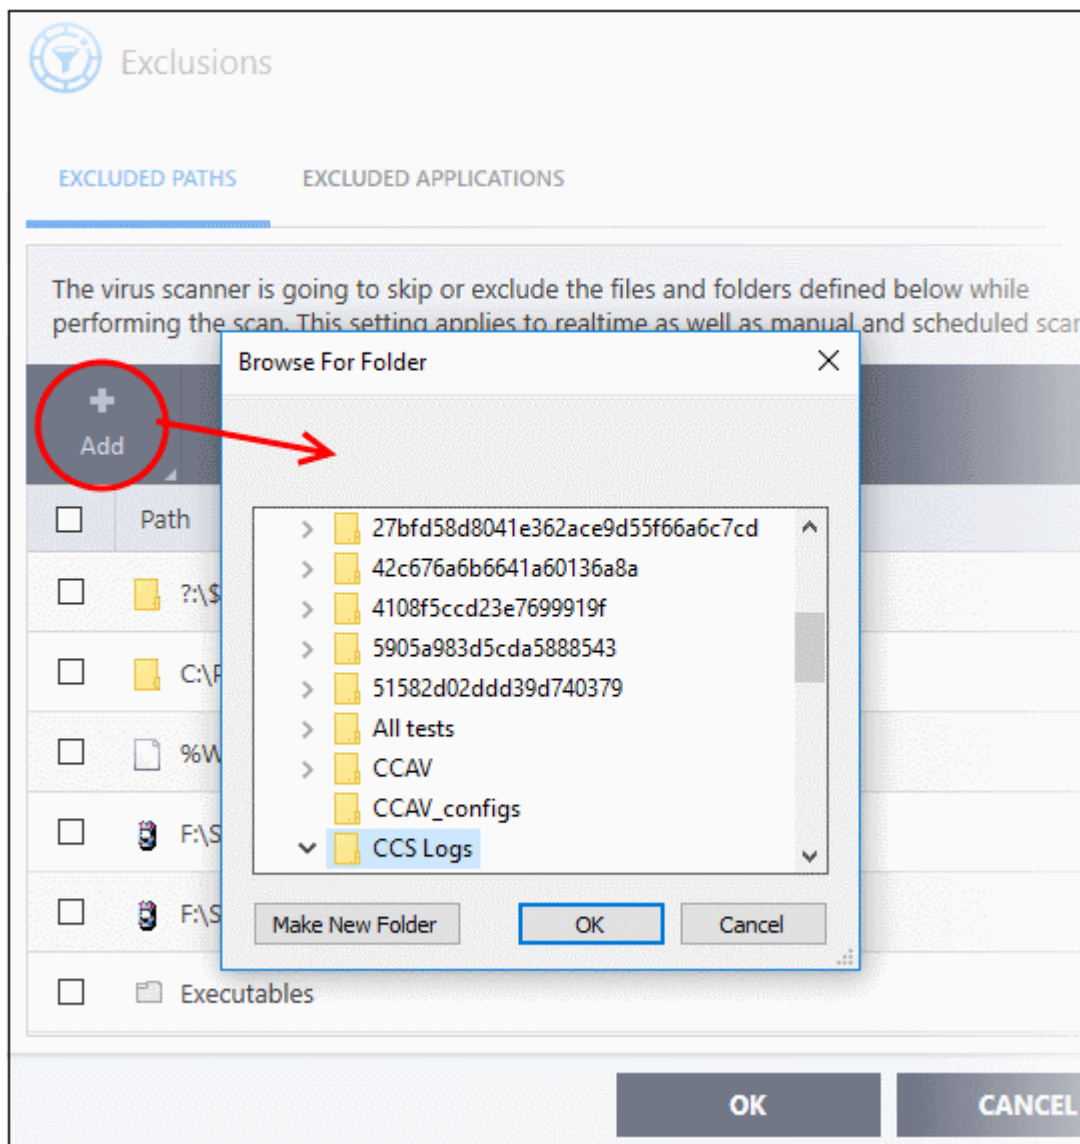 Exclusions
EXCLUDED PATHS EXCLUDED APPLICATIONS
The virus scanner is going to skip or exclude the files and folders defined below while
performing the scan. This setting applies to realtime as well as manual and scheduled scan
Add
Browse For Folder
Path
?:\$
C:\
%W
F:\S
F:\S
Executables
27bfd58d8041e362ace9d55f66a6c7cd
42c676a6b6641a60136a8a
4108f5ccd23e7699919f
5905a983d5cda5888543
51582d02ddd39d740379
All tests
CCAV
CCAV_configs
CCS Logs
Make New Folder OK Cancel
OK CANCEL